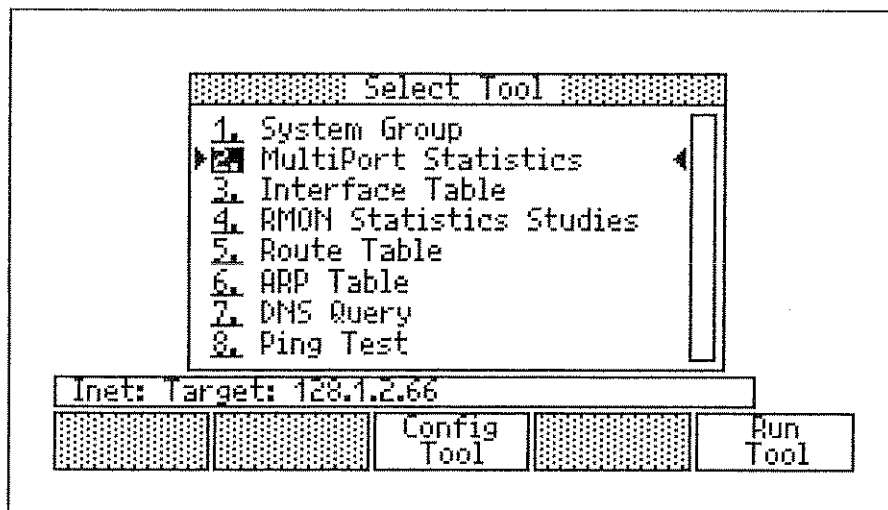 Select Tool
1. System Group
2. MultiPort Statistics
3. Interface Table
4. RMON Statistics Studies
5. Route Table
6. ARP Table
7. DNS Query
8. Ping Test
Inet: Target: 128.1.2.66
Config Tool
Run Tool